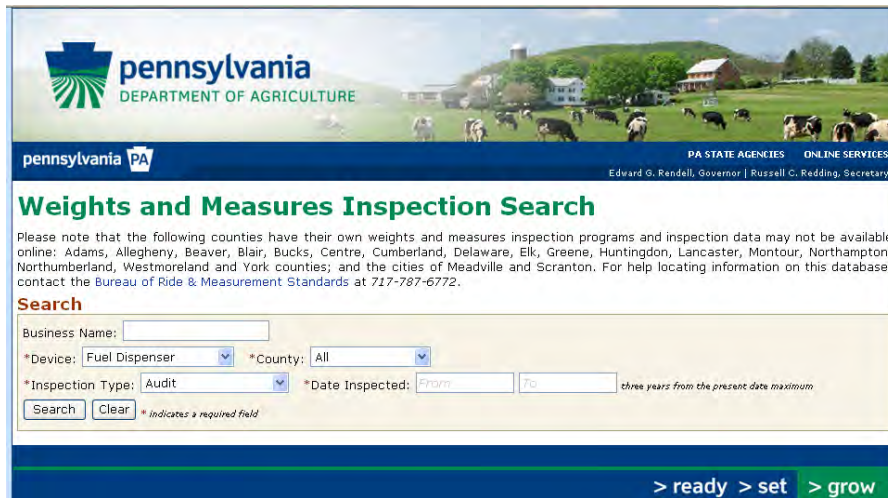 pennsylvania
DEPARTMENT OF AGRICULTURE
pennsylvania PA
PA STATE AGENCIES ONLINE SERVICES
Edward G. Rendell, Governor | Russell C. Redding, Secretary
Weights and Measures Inspection Search
Please note that the following counties have their own weights and measures inspection programs and inspection data may not be available
online: Adams, Allegheny, Beaver, Blair, Bucks, Centre, Cumberland, Delaware, Elk, Greene, Huntingdon, Lancaster, Montour, Northampton
Northumberland, Westmoreland and York counties; and the cities of Meadville and Scranton. For help locating information on this database
contact the Bureau of Ride & Measurement Standards at 717-787-6772.
Search
Business Name:
*Device: Fuel Dispenser *County: All
*Inspection Type: Audit *Date Inspected: From To three years from the present date maximum
Search Clear * indicates a required field
> ready > set > grow